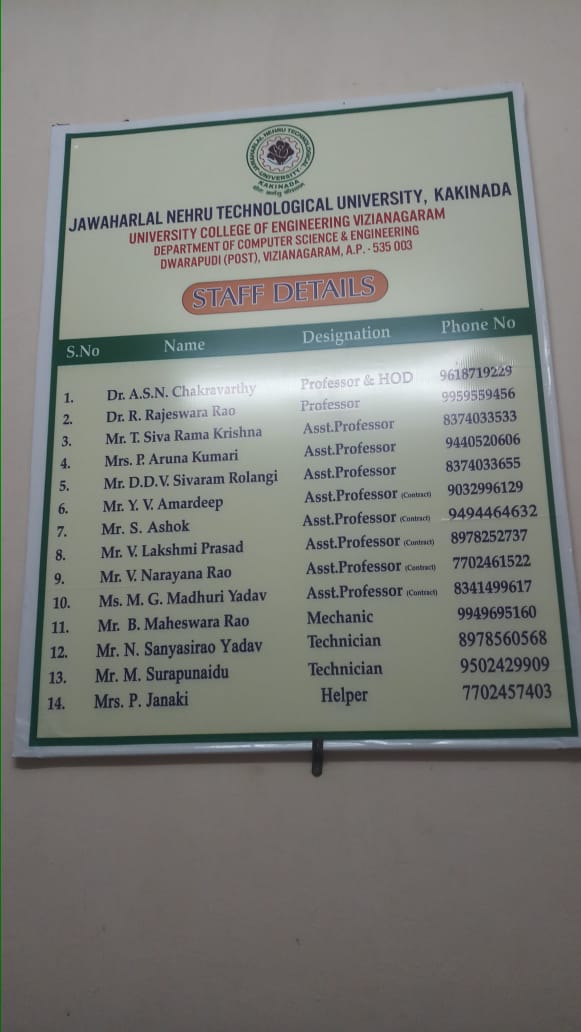 JAWAHARLAL NEHRU TECHNOLOGICAL UNIVERSITY
KAKINADA
JAWAHARLAL NEHRU TECHNOLOGICAL UNIVERSITY, KAKINADA
UNIVERSITY COLLEGE OF ENGINEERING VIZIANAGARAM
DEPARTMENT OF COMPUTER SCIENCE & ENGINEERING
DWARAPUDI (POST), VIZIANAGARAM, A.P. - 535 003
STAFF DETAILS
S.No Name Designation Phone No
1. Dr. A.S.N. Chakravarthy Professor & HOD 9618719229
2. Dr. R. Rajeswara Rao Professor 9959559456
3. Mr. T. Siva Rama Krishna Asst.Professor 8374033533
4. Mrs. P. Aruna Kumari Asst.Professor 9440520606
5. Mr. D.D.V. Sivaram Rolangi Asst.Professor 8374033655
6. Mr. Y. V. Amardeep Asst.Professor (Contract) 9032996129
7. Mr. S. Ashok Asst.Professor (Contract) 9494464632
8. Mr. V. Lakshmi Prasad Asst.Professor (Contract) 8978252737
9. Mr. V. Narayana Rao Asst.Professor (Contract) 7702461522
10. Ms. M. G. Madhuri Yadav Asst.Professor (Contract) 8341499617
11. Mr. B. Maheswara Rao Mechanic 9949695160
12. Mr. N. Sanyasirao Yadav Technician 8978560568
13. Mr. M. Surapunaidu Technician 9502429909
14. Mrs. P. Janaki Helper 7702457403